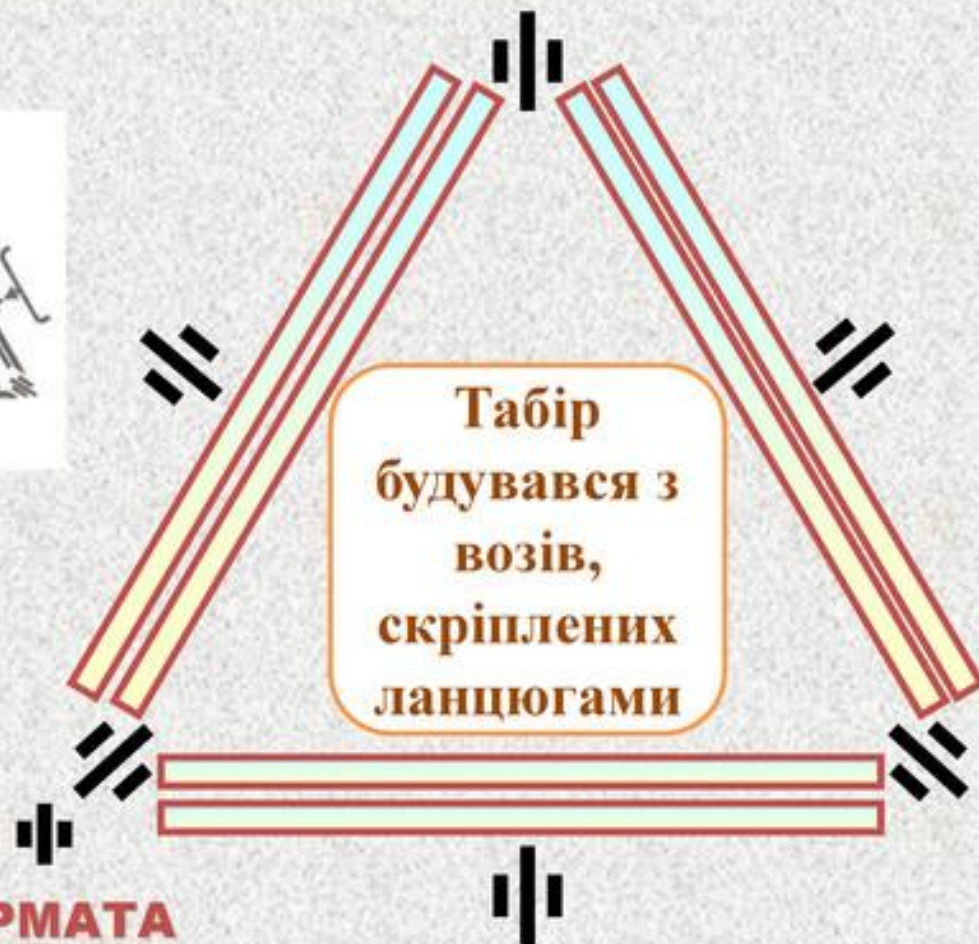 Табір
будувався з
возів,
скріплених
ланцюгами
РМАТА